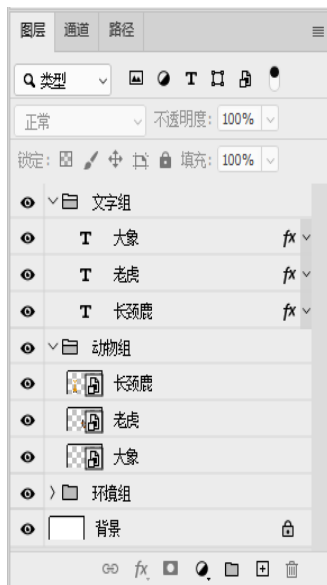 图层 通道 路径
类型 T
正常 不透明度: 100%
锁定: 填充: 100%
文字组
T 大象 fx
T 老虎 fx
T 长颈鹿 fx
动物组
长颈鹿
老虎
大象
环境组
背景
fx